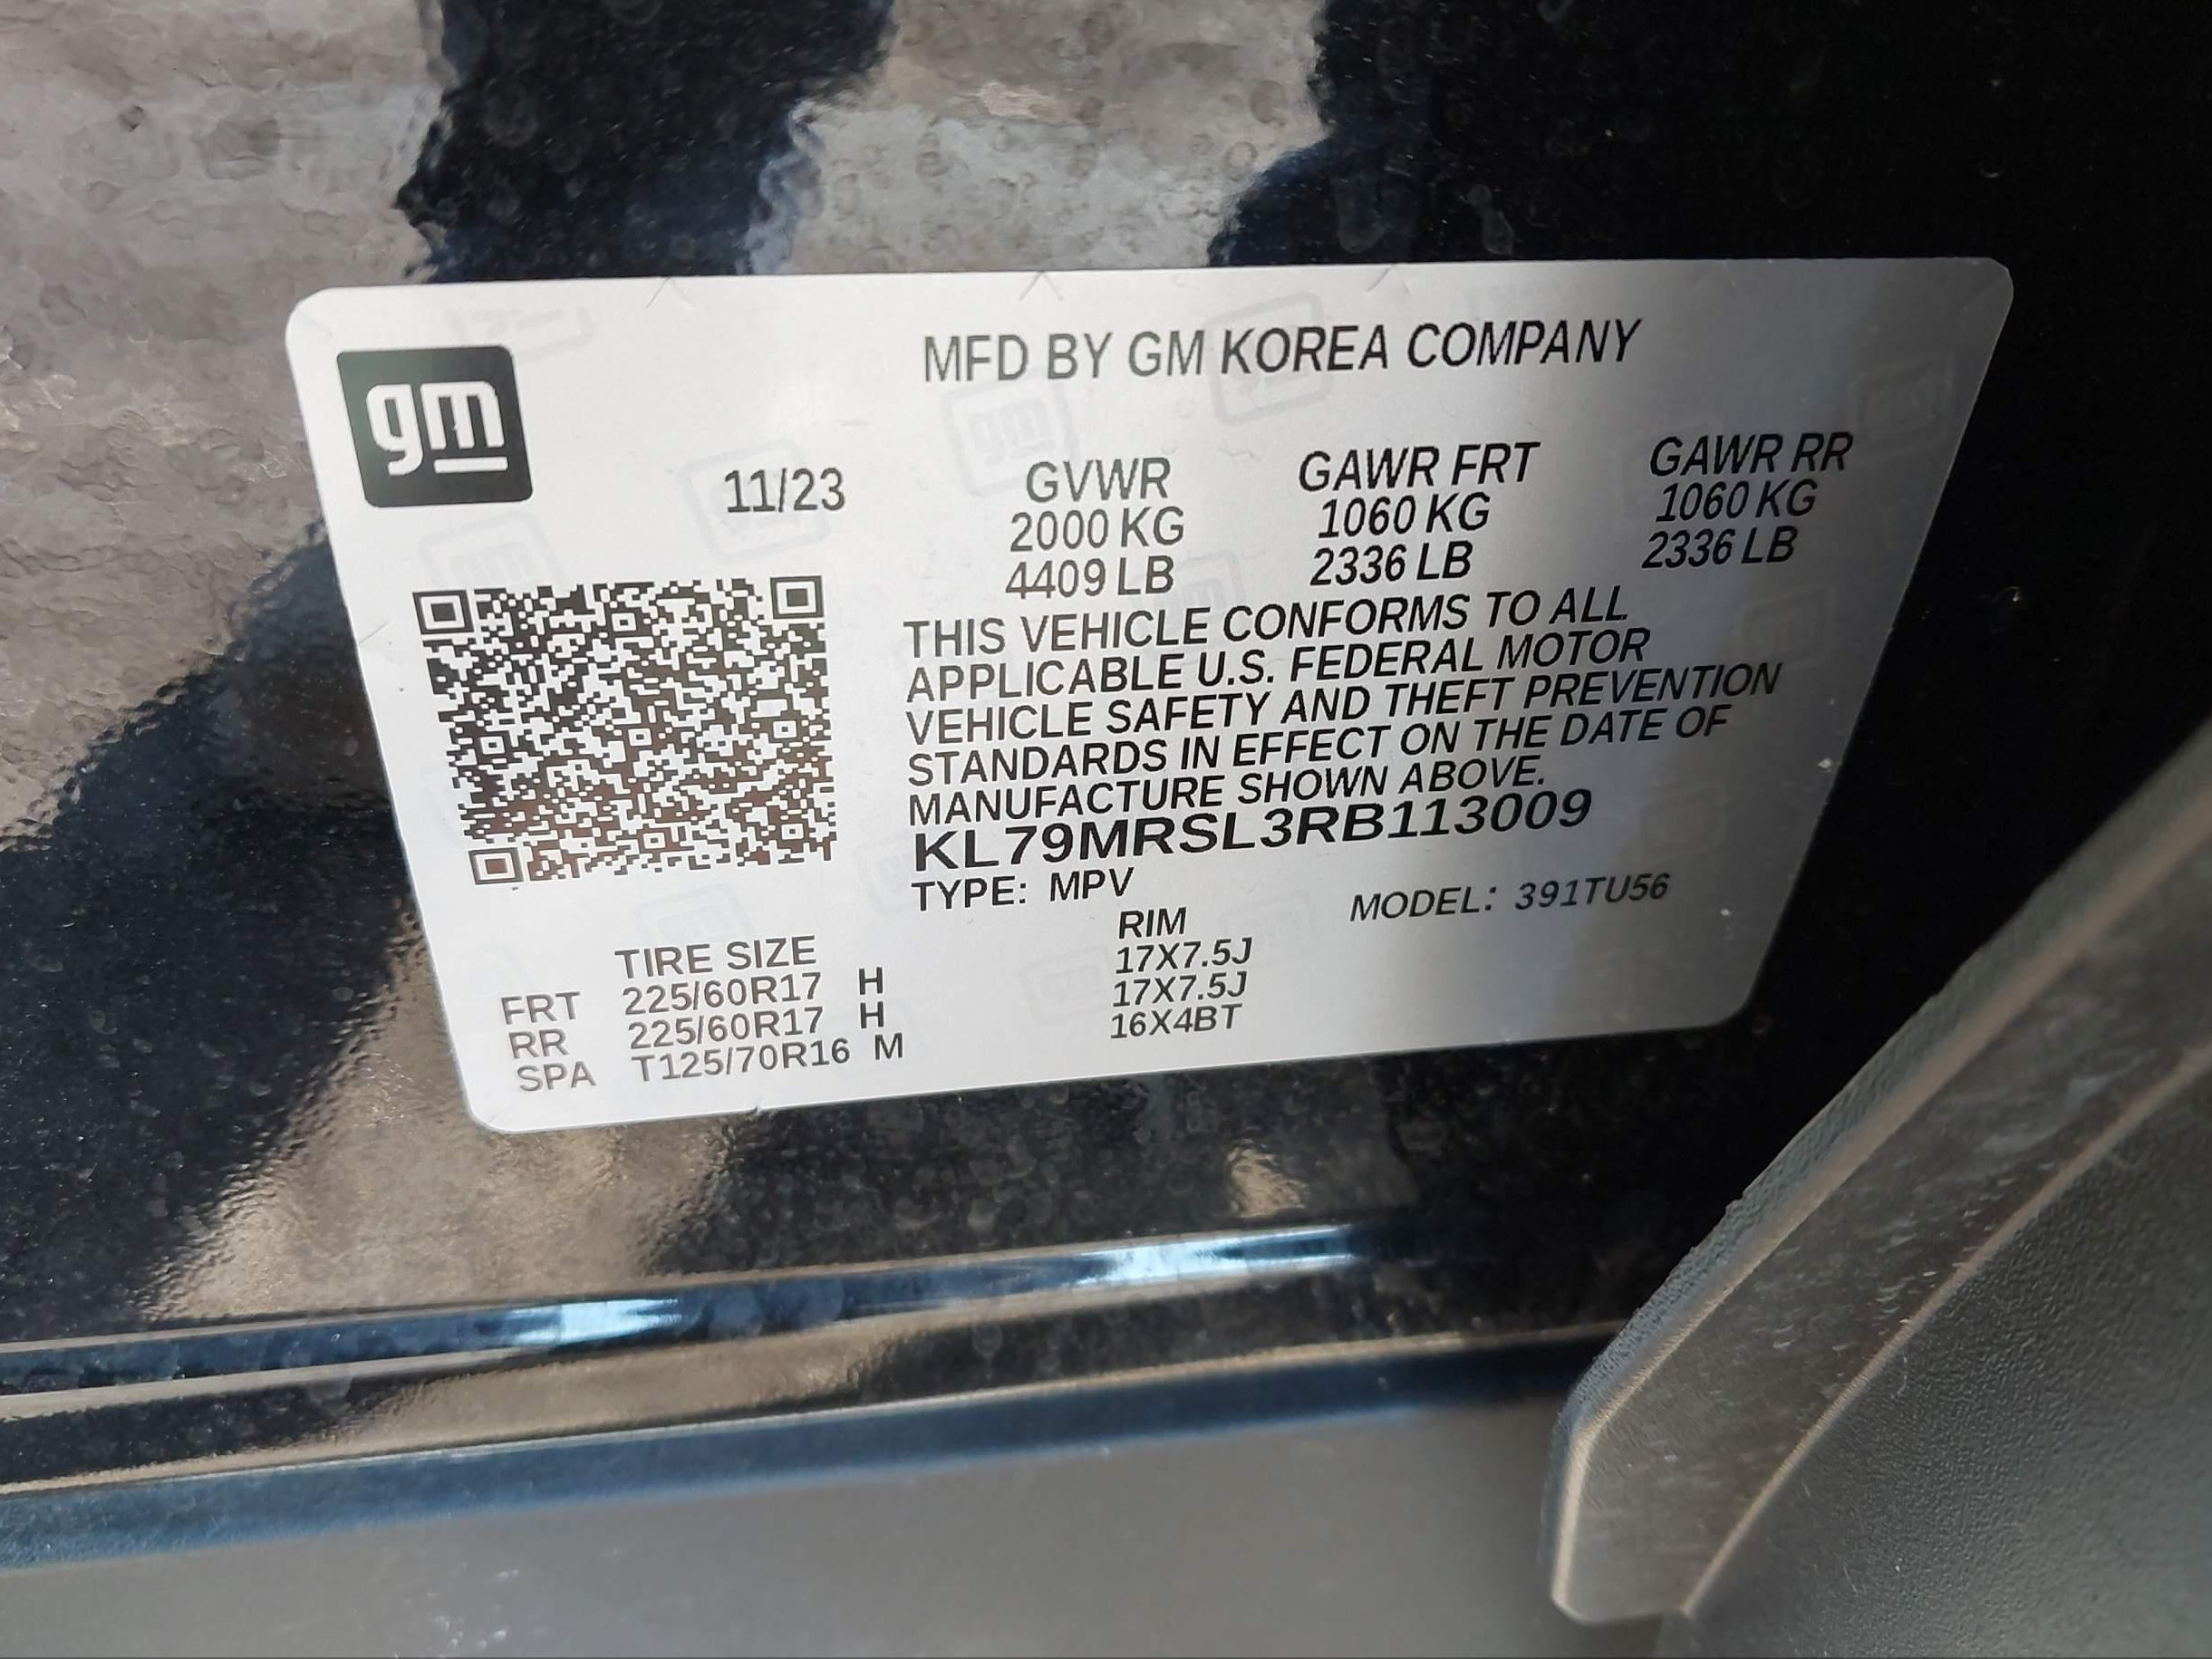 gm
MFD BY GM KOREA COMPANY
11/23
GVWR GAWR FRT GAWR RR
2000 KG 1060 KG 1060 KG
4409 LB 2336 LB 2336 LB
THIS VEHICLE CONFORMS TO ALL
APPLICABLE U.S. FEDERAL MOTOR
VEHICLE SAFETY AND THEFT PREVENTION
STANDARDS IN EFFECT ON THE DATE OF
MANUFACTURE SHOWN ABOVE.
KL79MRSL3RB113009
TYPE: MPV MODEL: 391TU56
TIRE SIZE RIM
FRT 225/60R17 H 17X7.5J
RR 225/60R17 H 17X7.5J
SPA T125/70R16 M 16X4BT